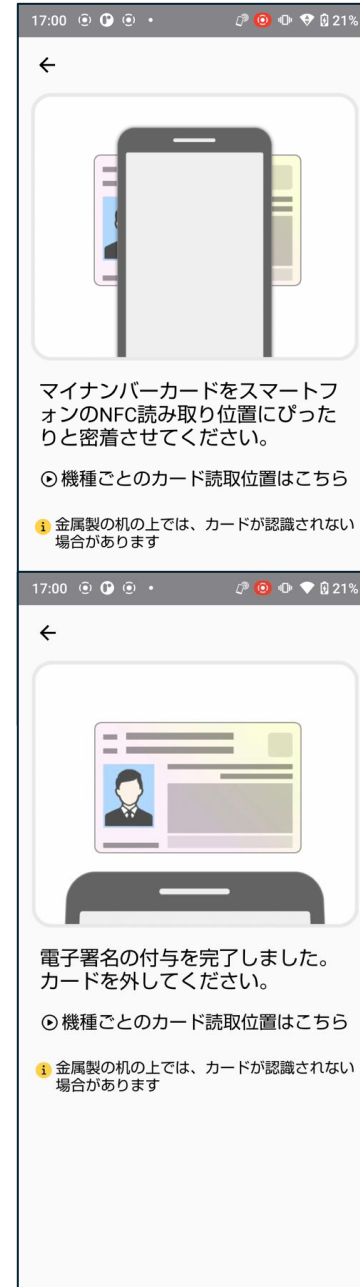 17:00 21%
マイナンバーカードをスマートフ
ォンのNFC読み取り位置にぴった
りと密着させてください。
機種ごとのカード読取位置はこちら
金属製の机の上では、カードが認識されない
場合があります
17:00 21%
電子署名の付与を完了しました。
カードを外してください。
機種ごとのカード読取位置はこちら
金属製の机の上では、カードが認識されない
場合があります